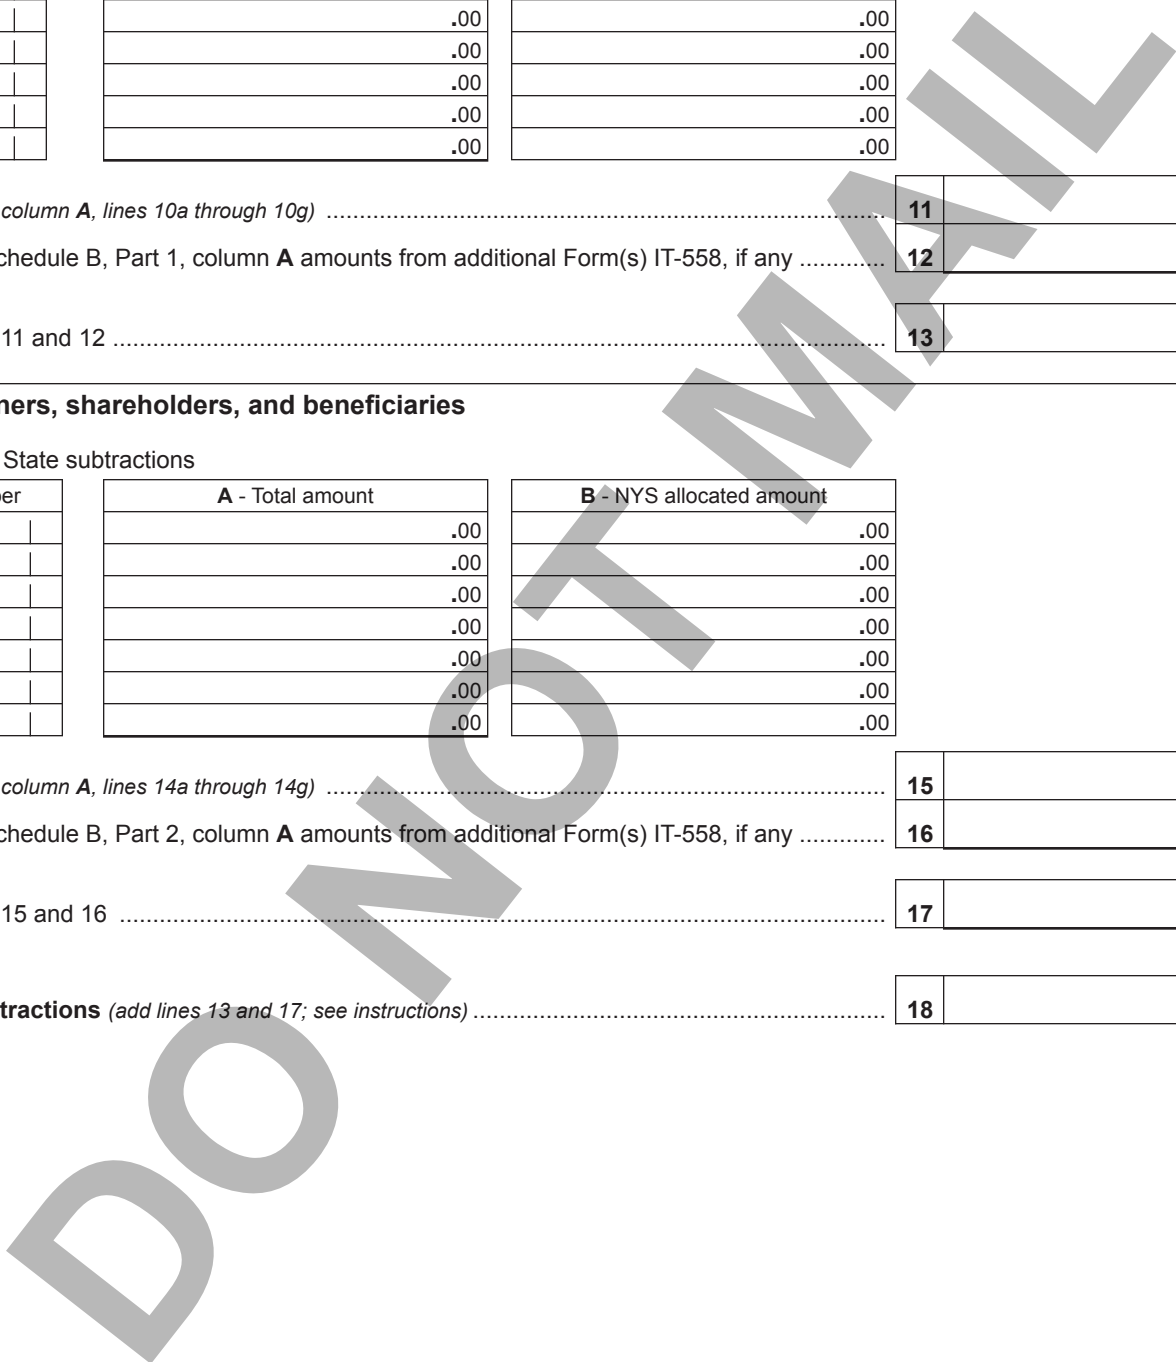 .00 .00
.00 .00
.00 .00
.00 .00
.00 .00
column A, lines 10a through 10g) ..... 11
chedule B, Part 1, column A amounts from additional Form(s) IT-558, if any ............. 12
11 and 12 ..... 13
ners, shareholders, and beneficiaries
State subtractions
er A - Total amount B - NYS allocated amount
.00 .00
.00 .00
.00 .00
.00 .00
.00 .00
.00 .00
.00 .00
column A, lines 14a through 14g) ..... 15
chedule B, Part 2, column A amounts from additional Form(s) IT-558, if any ............. 16
15 and 16 ..... 17
tractions (add lines 13 and 17; see instructions) ..... 18
DO NOT MAIL